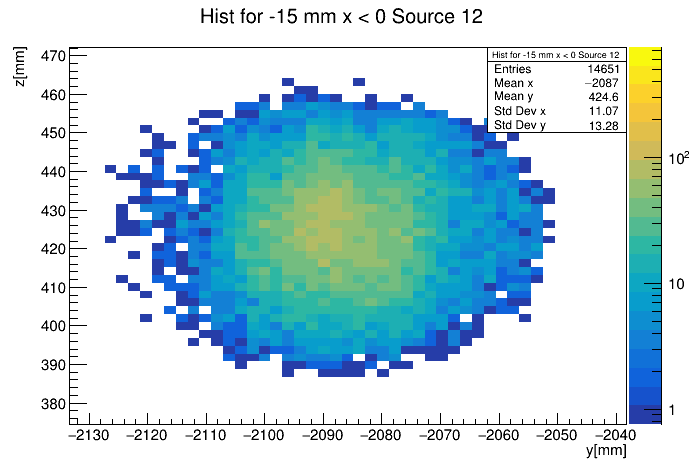 Hist for -15 mm x < 0 Source 12
z[mm]
470
460
450
440
430
420
410
400
390
380
Hist for -15 mm x < 0 Source 12
Entries 14651
Mean x −2087
Mean y 424.6
Std Dev x 11.07
Std Dev y 13.28
10²
10
1
−2130 −2120 −2110 −2100 −2090 −2080 −2070 −2060 −2050 −2040
y[mm]